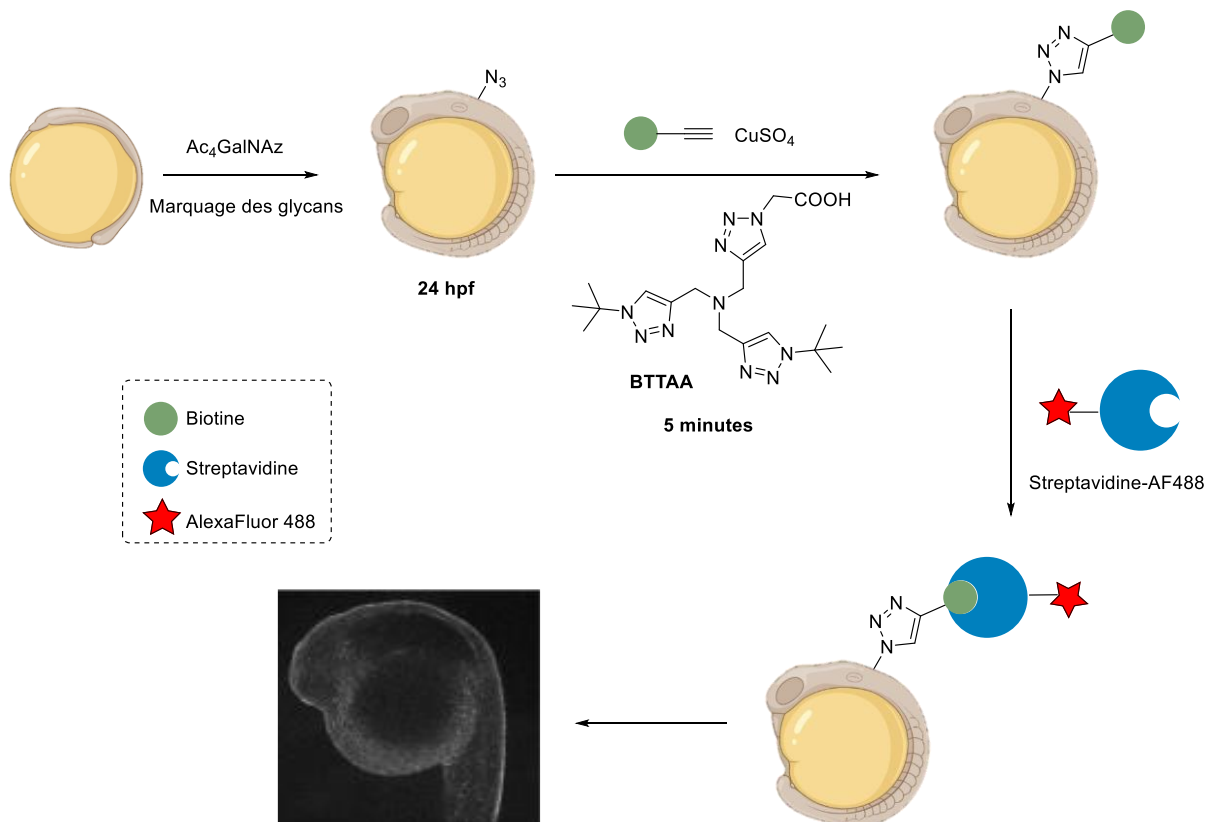 Ac₄GalNAz
Marquage des glycans
N₃
24 hpf
CuSO₄
N
N
N
COOH
N
N
N
N
N
N
N
BTTAA
5 minutes
N
N
N
Biotine
Streptavidine
AlexaFluor 488
Streptavidine-AF488
N
N
N